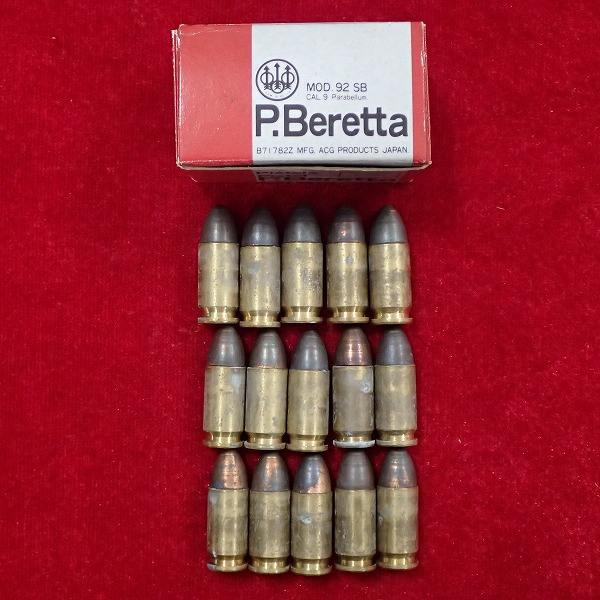 MOD. 92 SB
CAL. 9 Parabellum.
P.Beretta
B71782Z MFG. ACG PRODUCTS JAPAN.